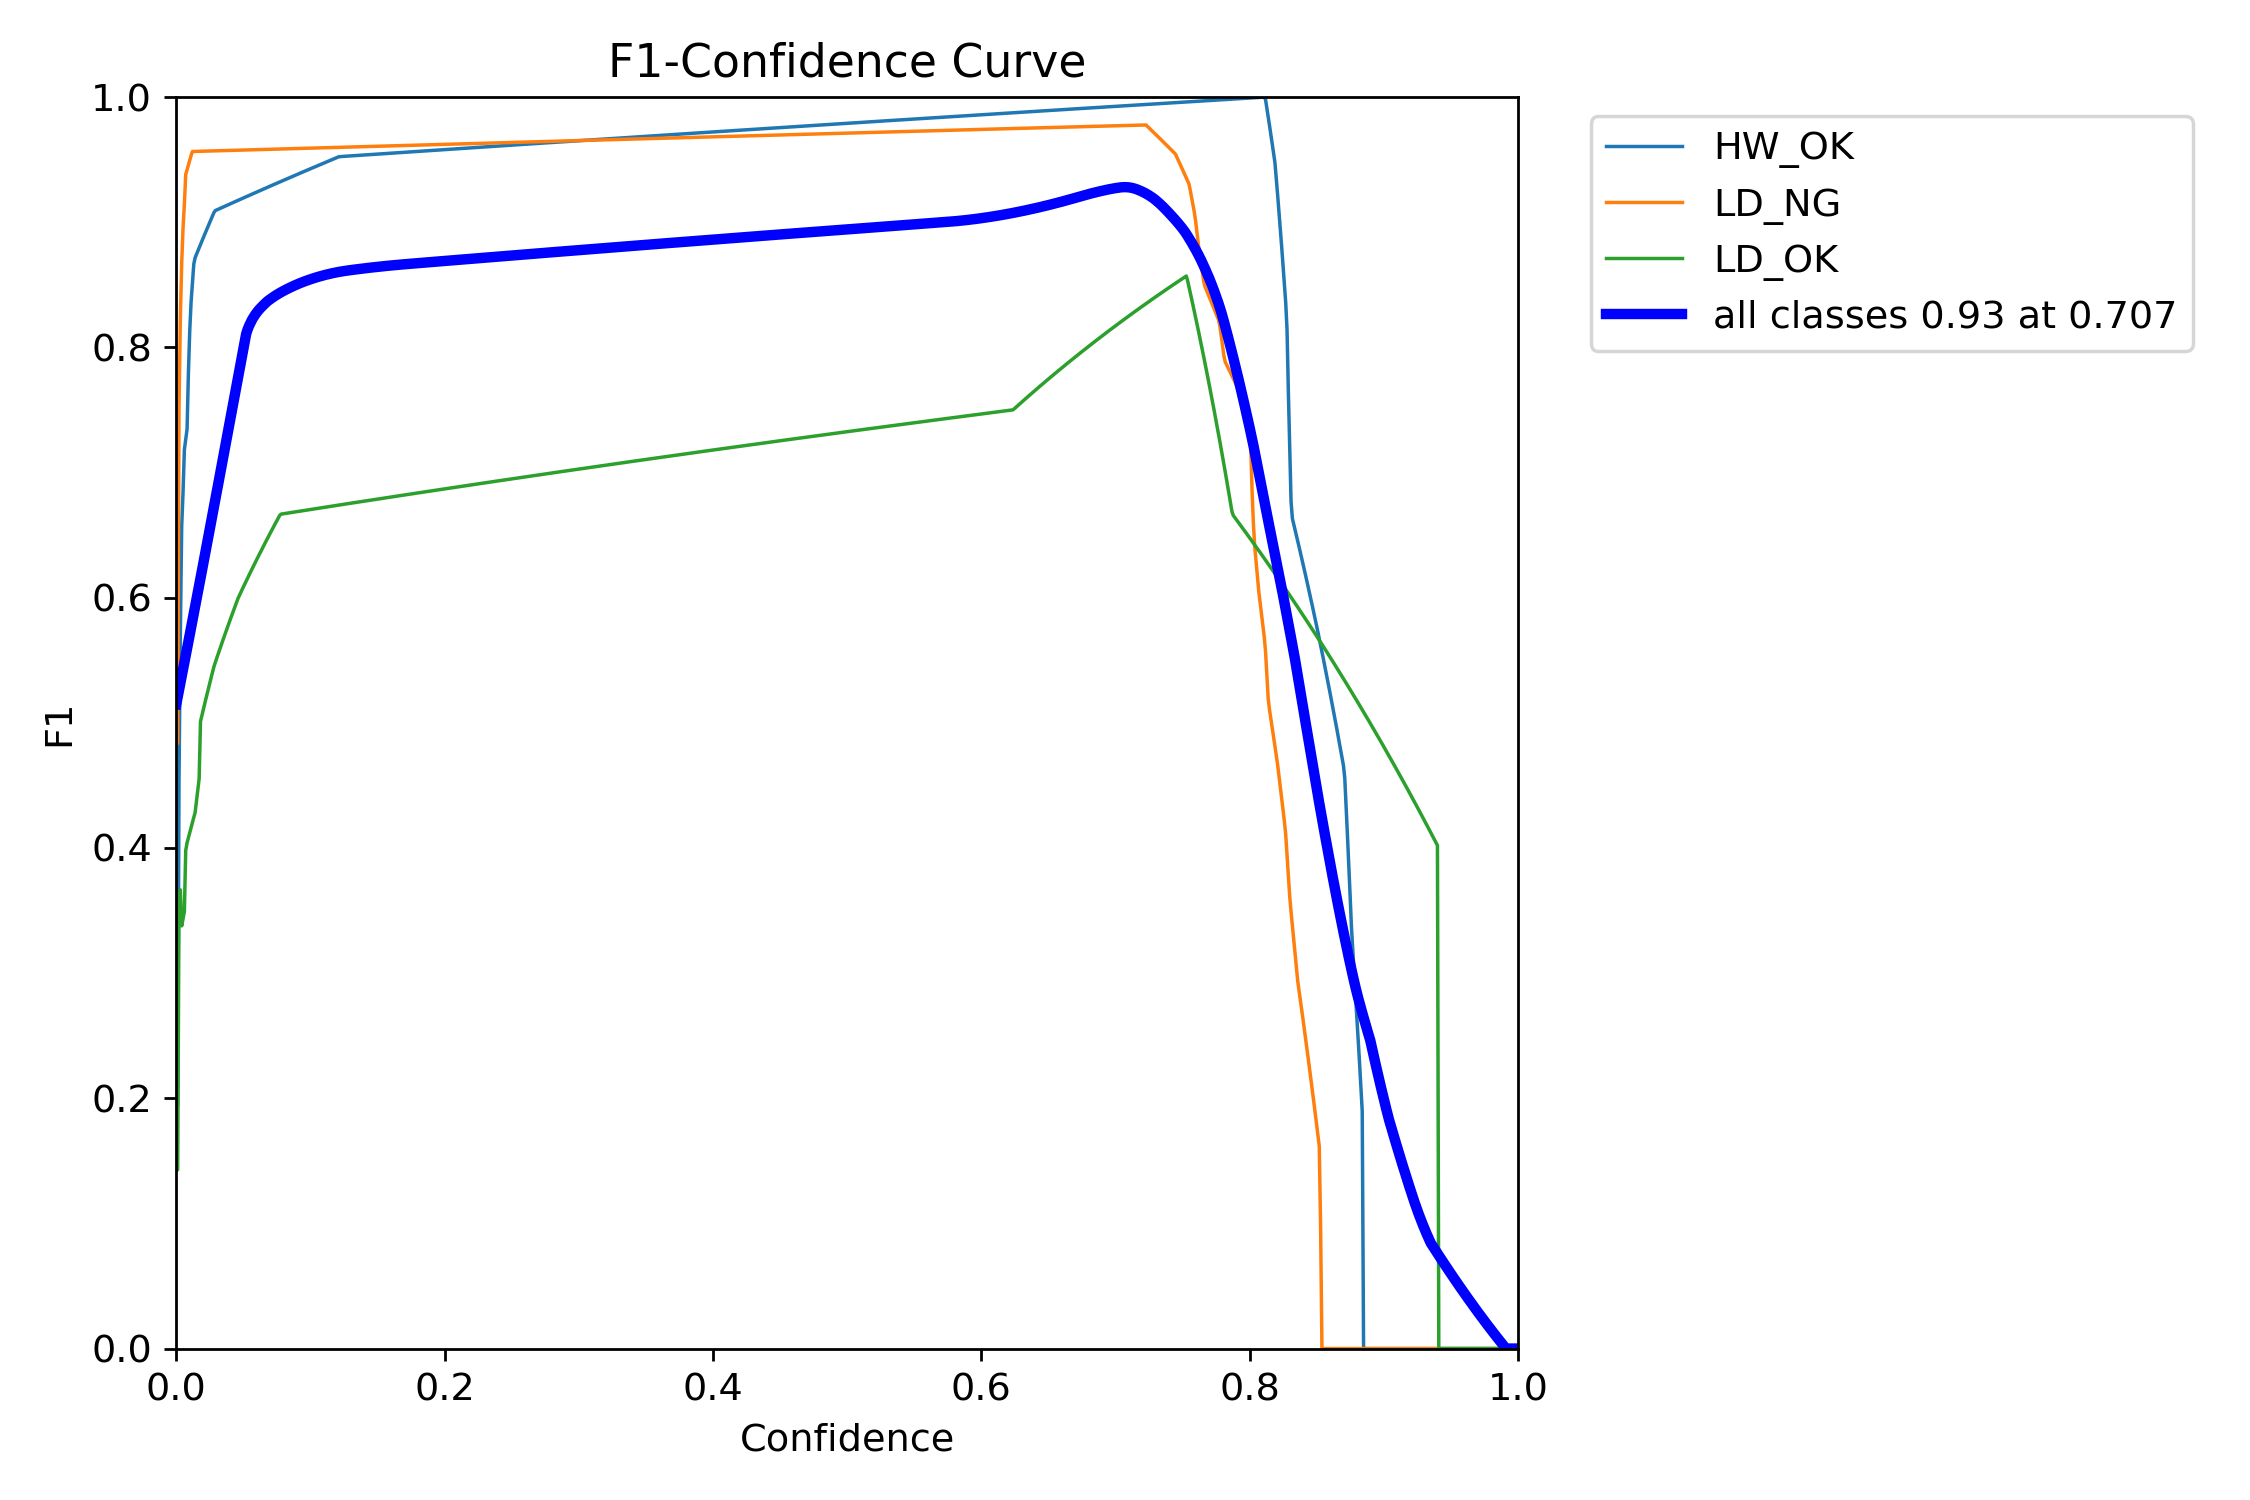 F1-Confidence Curve
1.0
0.8
0.6
0.4
0.2
0.0
F1
0.0 0.2 0.4 0.6 0.8 1.0
Confidence
HW_OK
LD_NG
LD_OK
all classes 0.93 at 0.707